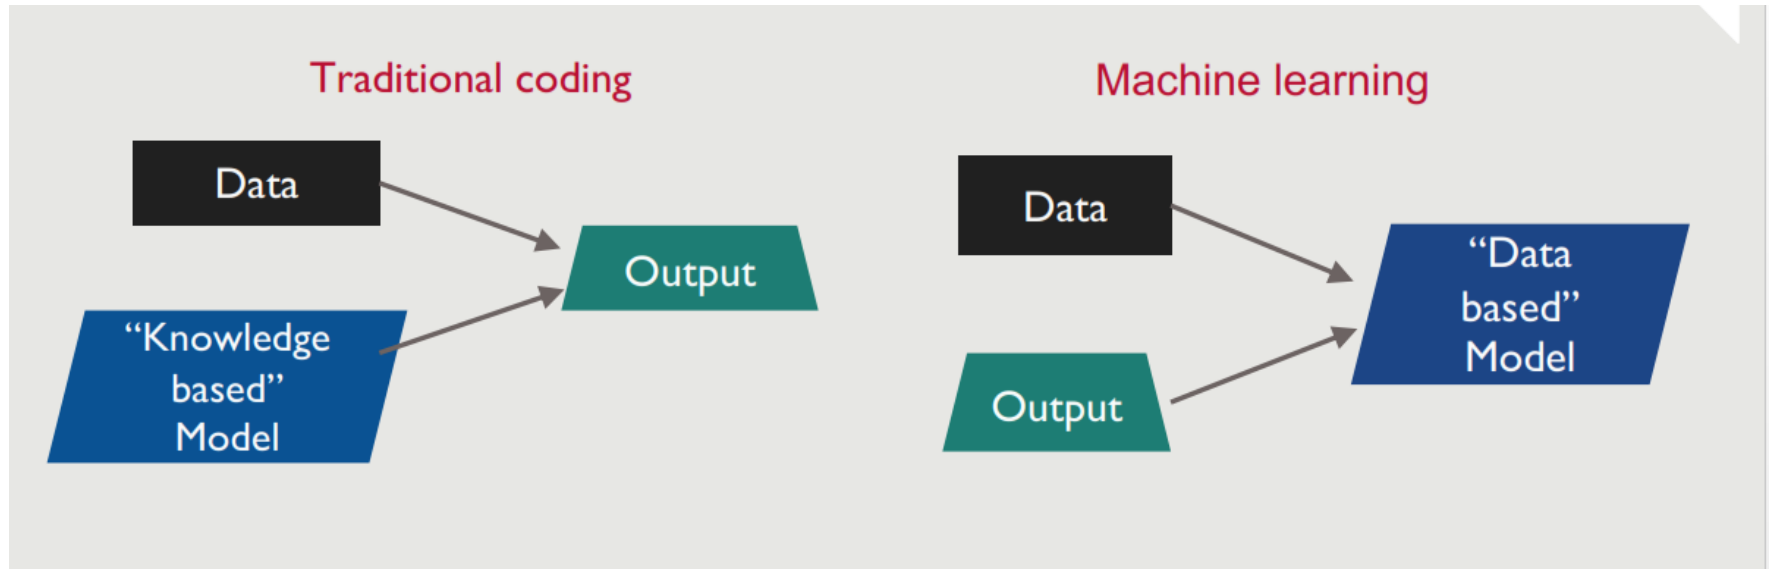 Traditional coding
Data
“Knowledge
based”
Model
Output
Machine learning
Data
Output
“Data
based”
Model